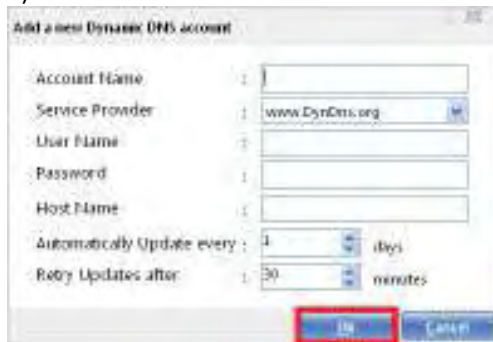 Add a new Dynamic DNS account
Account Name :
Service Provider : www.DynDns.org
User Name :
Password :
Host Name :
Automatically Update every : days
Retry Updates after : 30 minutes
Ok Cancel